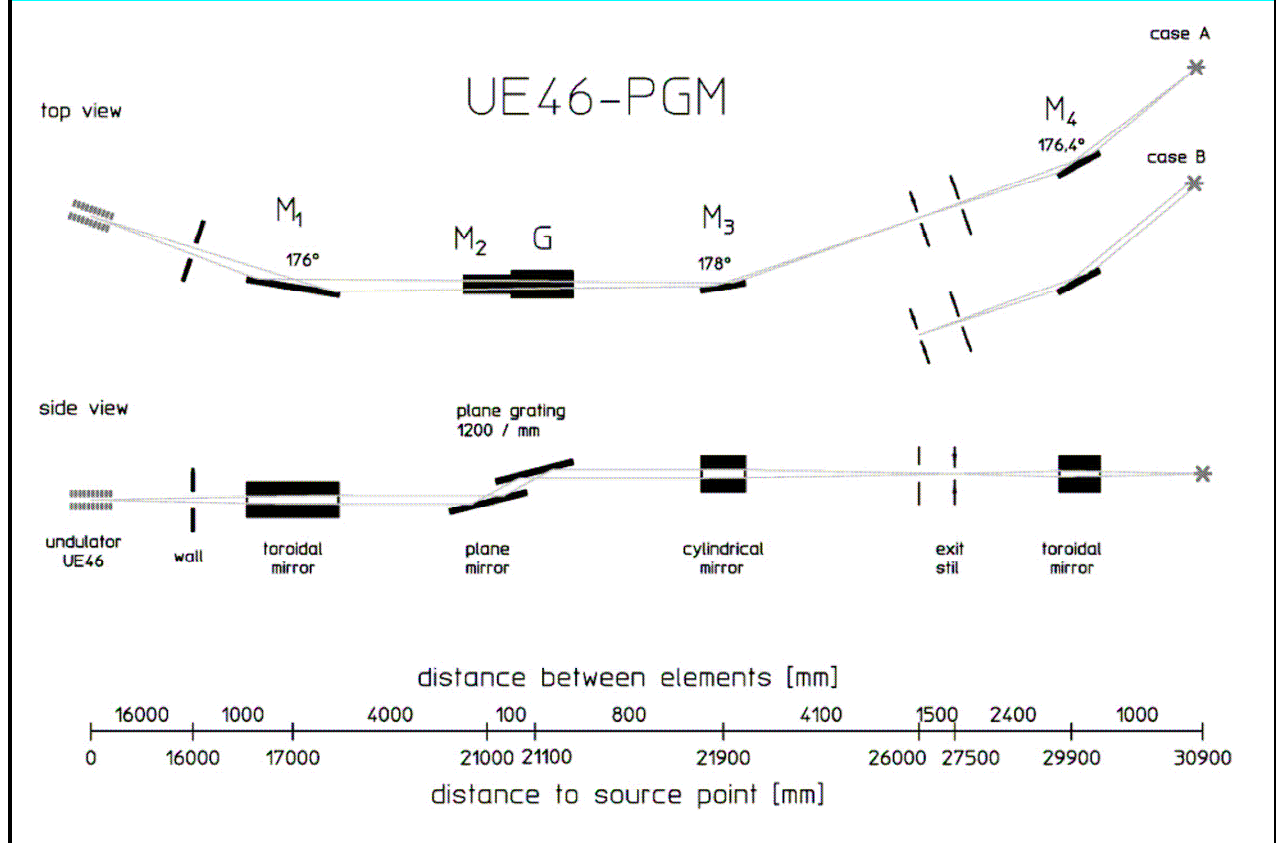 case A
UE46-PGM
top view
M4
176,4°
case B
M1
M2
G
M3
176°
178°
side view
plane grating
1200 / mm
undulator
UE46
wall
toroidal
mirror
plane
mirror
cylindrical
mirror
exit
stil
toroidal
mirror
distance between elements [mm]
16000 1000 4000 100 800 4100 1500 2400 1000
0 16000 17000 21000 21100 21900 26000 27500 29900 30900
distance to source point [mm]